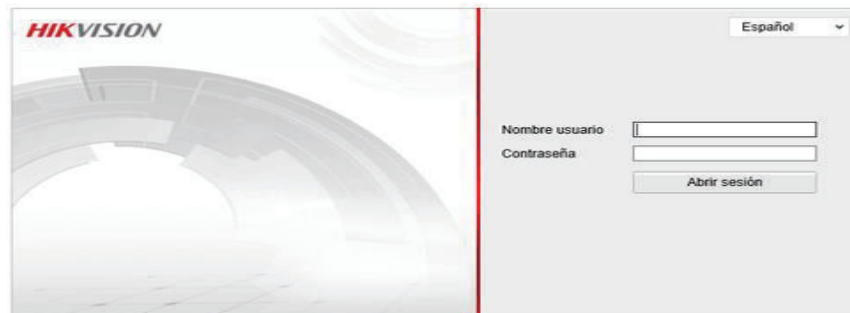 HIKVISION
Español
Nombre usuario
Contraseña
Abrir sesión